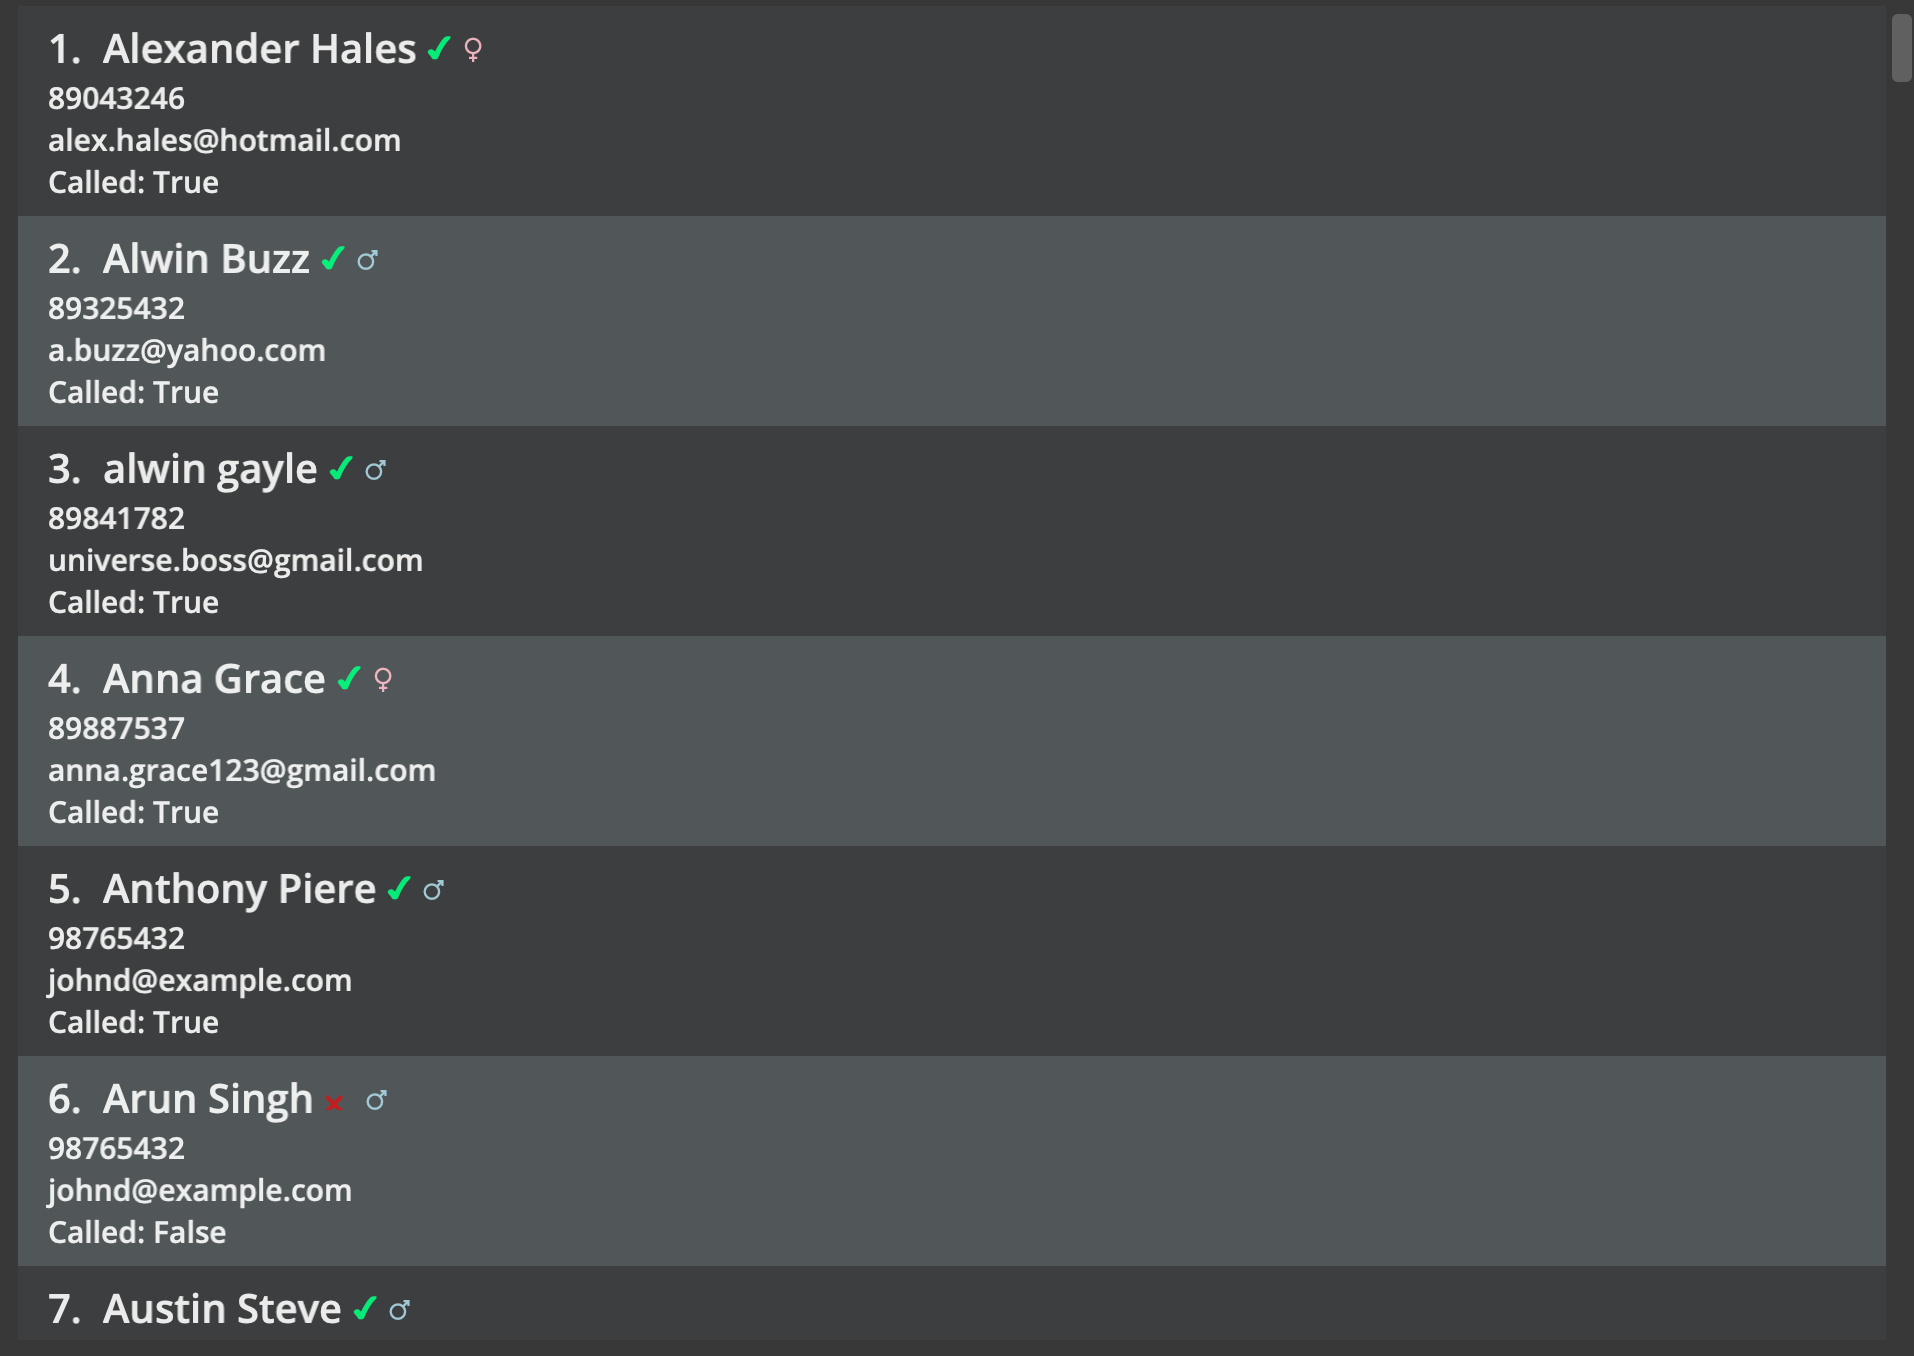 1. Alexander Hales ✔ ♀
89043246
alex.hales@hotmail.com
Called: True
2. Alwin Buzz ✔ ♂
89325432
a.buzz@yahoo.com
Called: True
3. alwin gayle ✔ ♂
89841782
universe.boss@gmail.com
Called: True
4. Anna Grace ✔ ♀
89887537
anna.grace123@gmail.com
Called: True
5. Anthony Piere ✔ ♂
98765432
johnd@example.com
Called: True
6. Arun Singh × ♂
98765432
johnd@example.com
Called: False
7. Austin Steve ✔ ♂